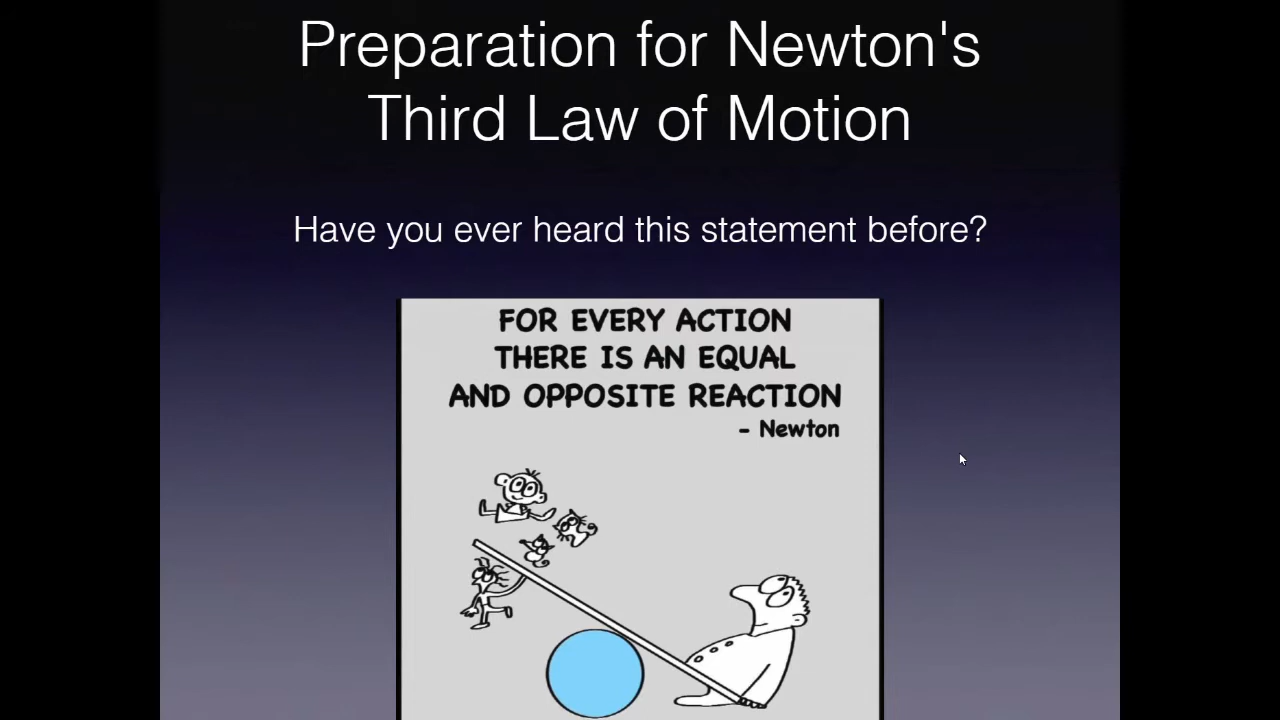 Preparation for Newton's
Third Law of Motion
Have you ever heard this statement before?
FOR EVERY ACTION
THERE IS AN EQUAL
AND OPPOSITE REACTION
- Newton